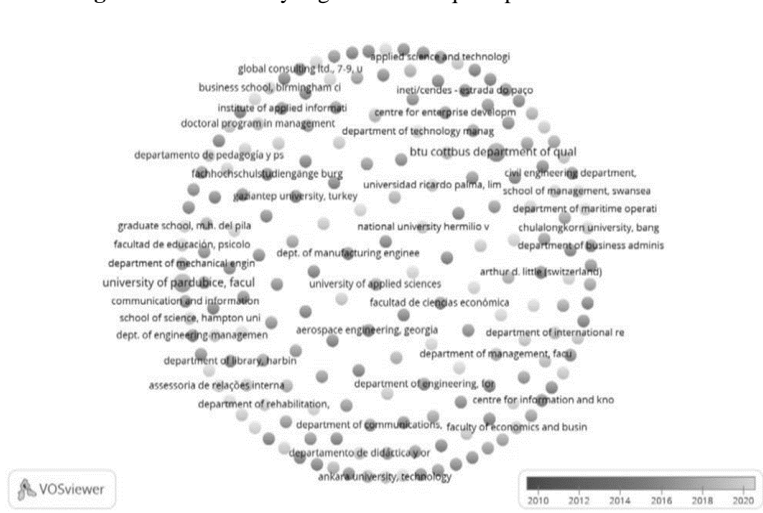 applied science and technologi
global consulting ltd., 7-9, u
business school, birmingham ci
ineti/cendes - estrada do paço
institute of applied informati
centre for enterprise developm
doctoral program in management
department of technology manag
btu cottbus department of qual
departamento de pedagogía y ps
fachhochschulstudiengänge burg
civil engineering department,
universidad ricardo palma, lim
school of management, swansea
gaziantep university, turkey
department of maritime operati
graduate school, m.h. del pila
national university hermilio v
chulalongkorn university, bang
facultad de educación, psicolo
department of business adminis
dept. of manufacturing enginee
department of mechanical engin
arthur d. little (switzerland)
university of pardubice, facul
university of applied sciences
communication and information
facultad de ciencias económica
school of science, hampton uni
dept. of engineering managemen
aerospace engineering, georgia
department of international re
department of management, facu
department of library, harbin
assessoria de relações interna
department of engineering, lor
department of rehabilitation,
centre for information and kno
department of communications,
faculty of economics and busin
departamento de didáctica y or
ankara university, technology
VOSviewer
2010 2012 2014 2016 2018 2020